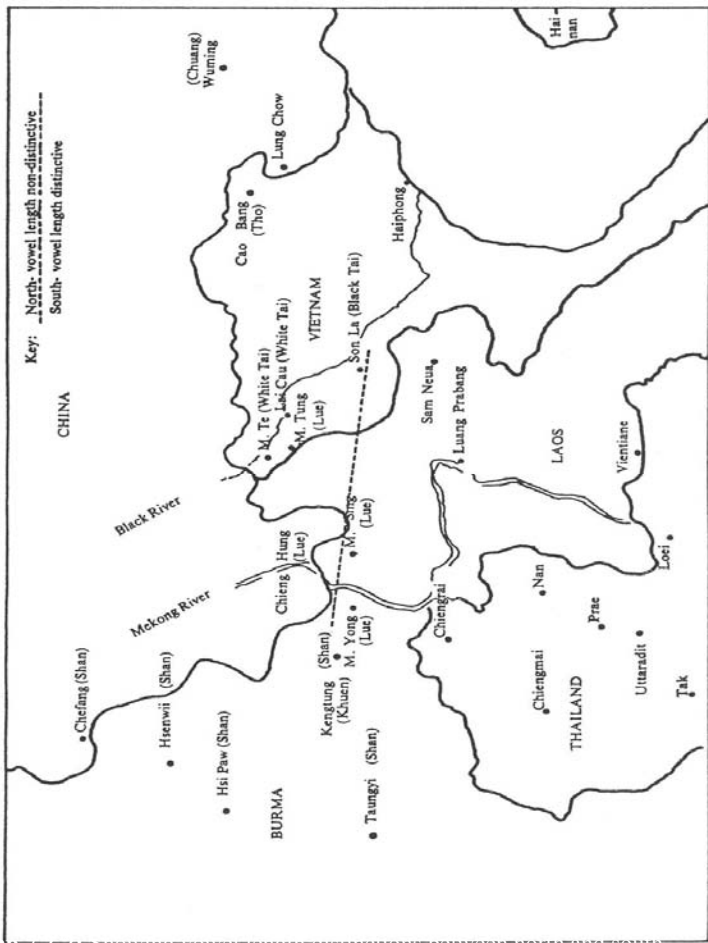 Key: North- vowel length non-distinctive
South- vowel length distinctive
CHINA
(Chuang)
Wuming
Lung Chow
Cao Bang
(Tho)
Hai-
nan
Haiphong
VIETNAM
M. Te (White Tai)
Lai Cau (White Tai)
M. Tung
(Lue)
Son La (Black Tai)
Black River
Mekong River
Chieng Hung
(Lue)
M. Sing
(Lue)
Sam Neua
Luang Prabang
LAOS
Vientiane
Chefang (Shan)
Hsenwii (Shan)
Hsi Paw (Shan)
BURMA
Kengtung (Shan)
(Khuen)
M. Yong
(Lue)
Taungyi (Shan)
Chiengrai
Chiengmai
Nan
Prae
THAILAND
Uttaradit
Loei
Tak